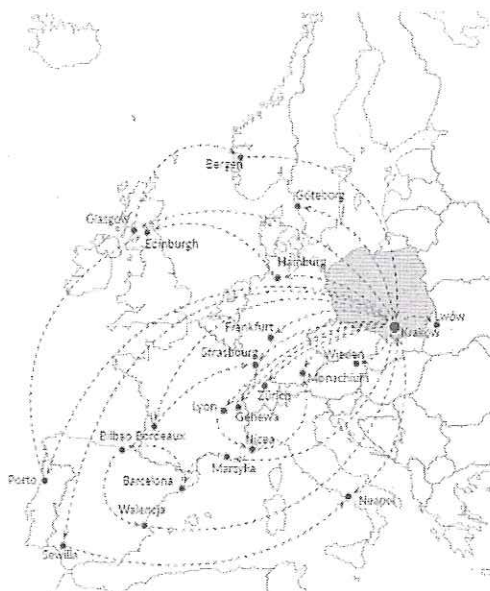 Bergen
Göteborg
Glasgow
Edinburgh
Hamburg
Lwów
Kraków
Frankfurt
Strasbourg
Wiedeń
Monachium
Zürich
Lyon
Genewa
Bilbao Bordeaux
Nicea
Marsylia
Porto
Barcelona
Neapol
Walencja
Sewilla